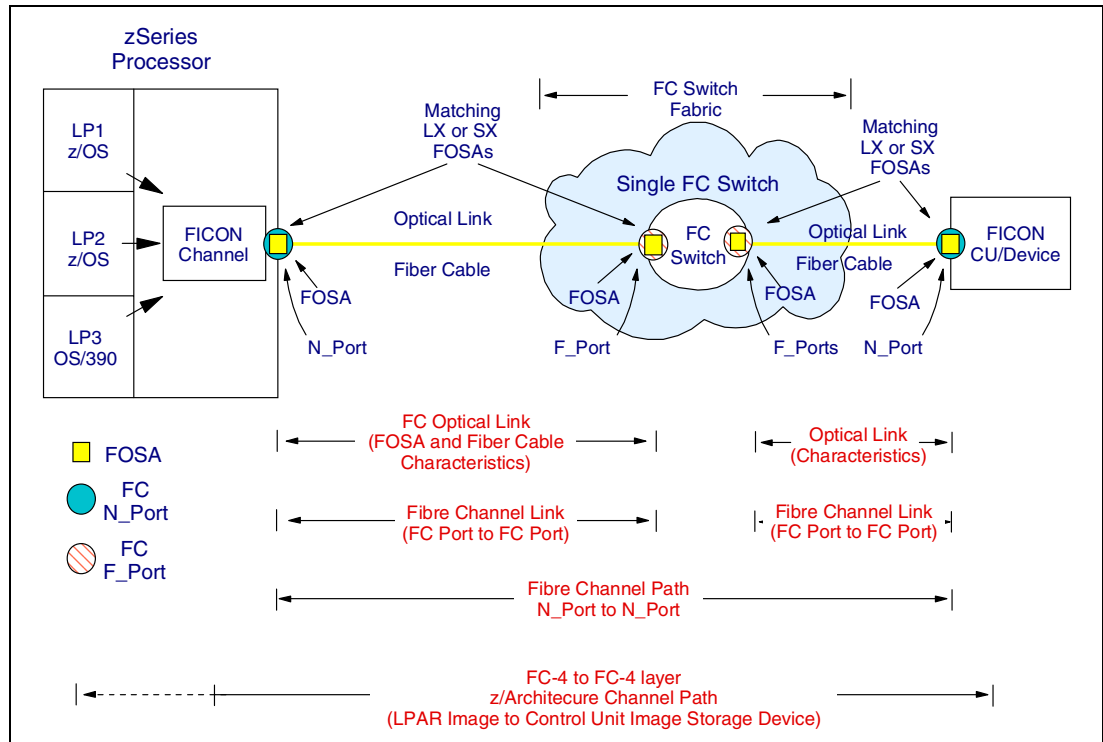 zSeries
Processor
LP1
z/OS
LP2
z/OS
LP3
OS/390
FICON
Channel
FOSA
N_Port
Matching
LX or SX
FOSAs
Optical Link
Fiber Cable
FC Switch
Fabric
Single FC Switch
FC
Switch
FOSA
F_Port
FOSA
F_Ports
Matching
LX or SX
FOSAs
Optical Link
Fiber Cable
FOSA
N_Port
FICON
CU/Device
FOSA
FC
N_Port
FC
F_Port
FC Optical Link
(FOSA and Fiber Cable
Characteristics)
Optical Link
(Characteristics)
Fibre Channel Link
(FC Port to FC Port)
Fibre Channel Link
(FC Port to FC Port)
Fibre Channel Path
N_Port to N_Port
FC-4 to FC-4 layer
z/Architecure Channel Path
(LPAR Image to Control Unit Image Storage Device)